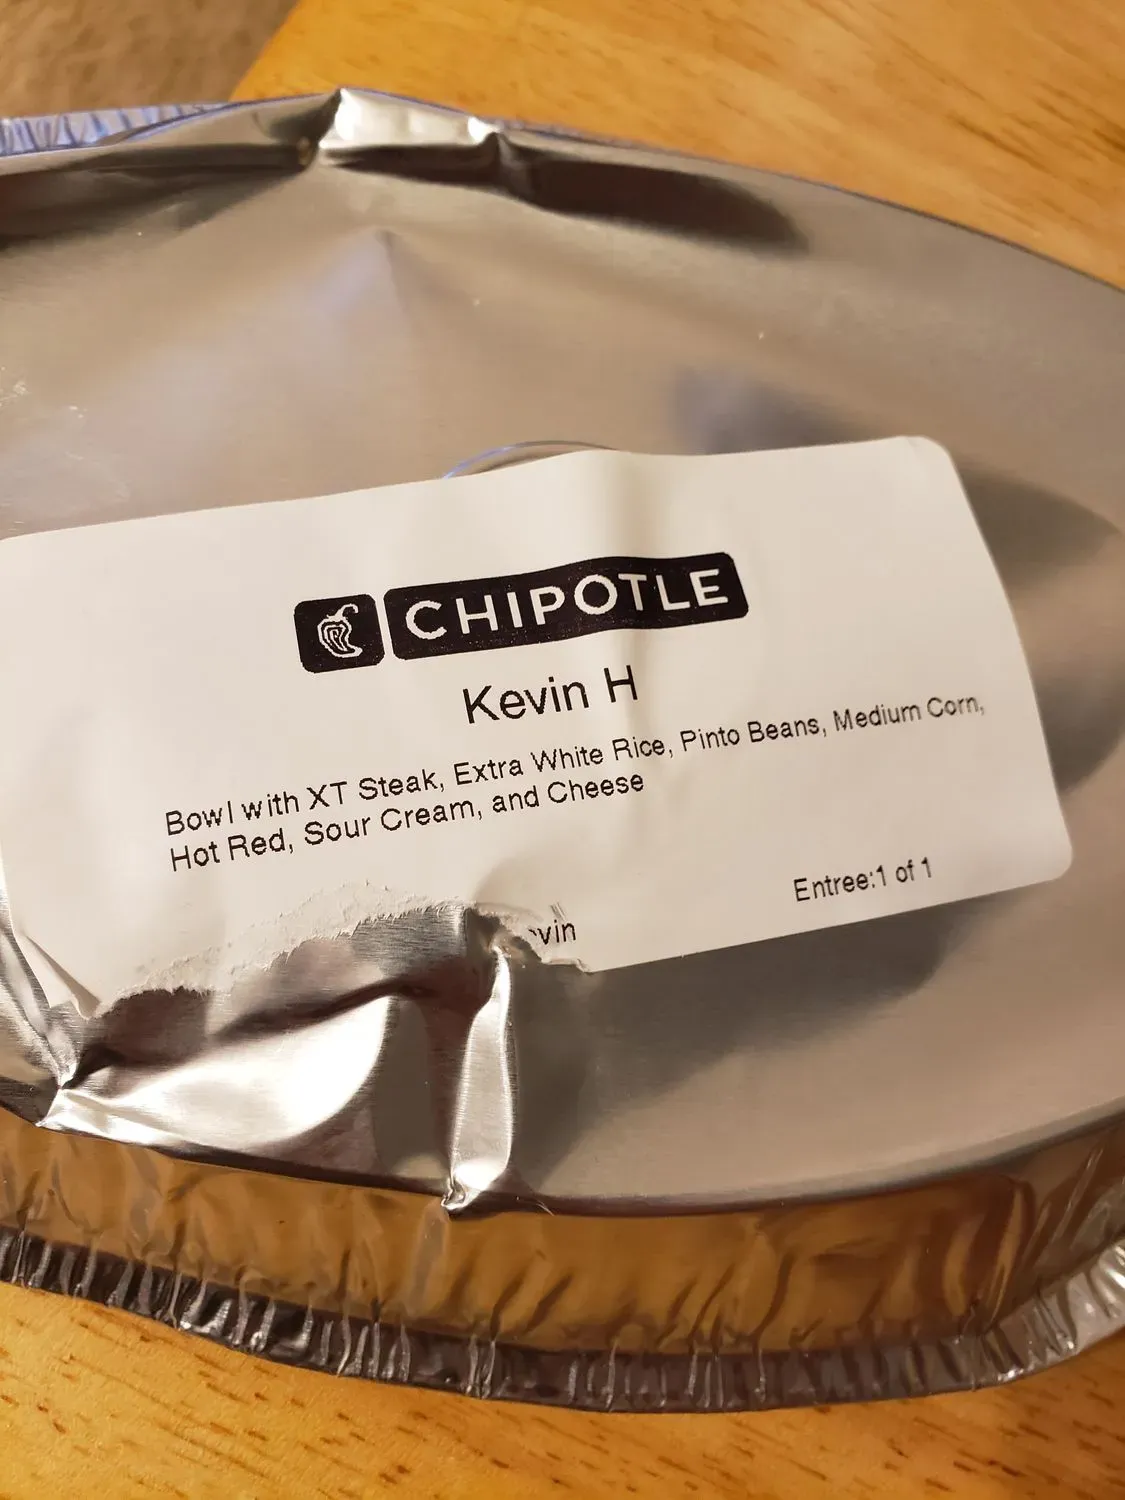 CHIPOTLE
Kevin H
Bowl with XT Steak, Extra White Rice, Pinto Beans, Medium Corn,
Hot Red, Sour Cream, and Cheese
Entree:1 of 1